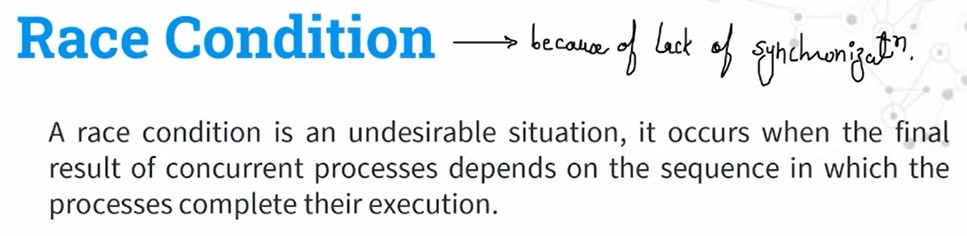 Race Condition → because of lack of synchronizatn.
A race condition is an undesirable situation, it occurs when the final
result of concurrent processes depends on the sequence in which the
processes complete their execution.